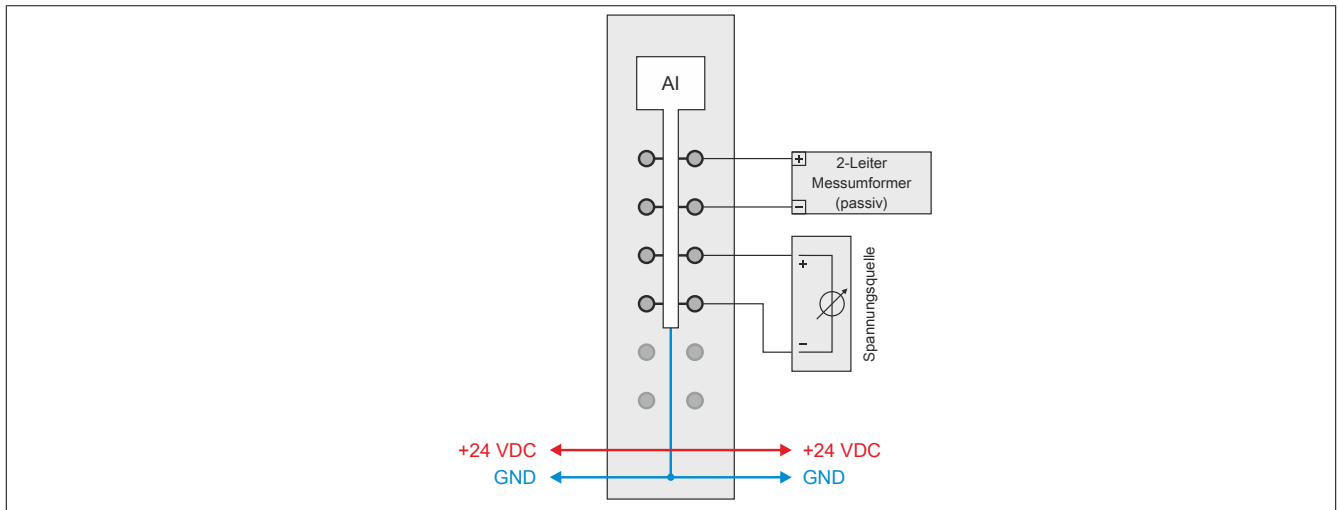 AI
+
2-Leiter
Messumformer
(passiv)
−
+
−
Spannungsquelle
+24 VDC
+24 VDC
GND
GND